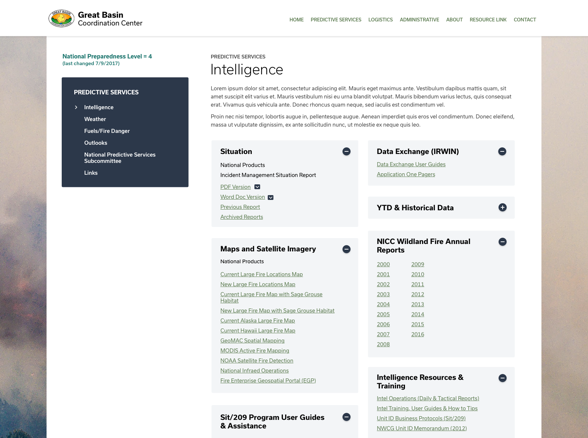 Great Basin
Coordination Center
HOME PREDICTIVE SERVICES LOGISTICS ADMINISTRATIVE ABOUT RESOURCE LINK CONTACT
National Preparedness Level = 4
(last changed 7/9/2017)
PREDICTIVE SERVICES
Intelligence
Weather
Fuels/Fire Danger
Outlooks
National Predictive Services
Subcommittee
Links
PREDICTIVE SERVICES
Intelligence
Lorem ipsum dolor sit amet, consectetur adipiscing elit. Mauris eget maximus ante. Vestibulum dapibus mattis quam, sit
amet suscipit elit varius et. Mauris vestibulum nisi eu urna blandit volutpat. Mauris bibendum varius lectus, quis consequat
erat. Vivamus quis vehicula ante. Donec rhoncus quam neque, sed iaculis est condimentum vel.
Proin nec nisi tempor, lobortis augue in, pellentesque augue. Aenean imperdiet quis eros vel condimentum. Donec eleifend,
massa ut vulputate dignissim, ex ante sollicitudin nunc, ut molestie ex neque quis leo.
Situation
National Products
Incident Management Situation Report
PDF Version
Word Doc Version
Previous Report
Archived Reports
Maps and Satellite Imagery
National Products
Current Large Fire Locations Map
New Large Fire Locations Map
Current Large Fire Map with Sage Grouse
Habitat
New Large Fire Map with Sage Grouse Habitat
Current Alaska Large Fire Map
Current Hawaii Large Fire Map
GeoMAC Spatial Mapping
MODIS Active Fire Mapping
NOAA Satellite Fire Detection
National Infraed Operations
Fire Enterprise Geospatial Portal (EGP)
Sit/209 Program User Guides
& Assistance
Data Exchange (IRWIN)
Data Exchange User Guides
Application One Pagers
YTD & Historical Data
NICC Wildland Fire Annual
Reports
2000 2009
2001 2010
2002 2011
2003 2012
2004 2013
2005 2014
2006 2015
2007 2016
2008
Intelligence Resources &
Training
Intel Operations (Daily & Tactical Reports)
Intel Training, User Guides & How to Tips
Unit ID Business Protocols (Sit/209)
NWCG Unit ID Memorandum (2012)